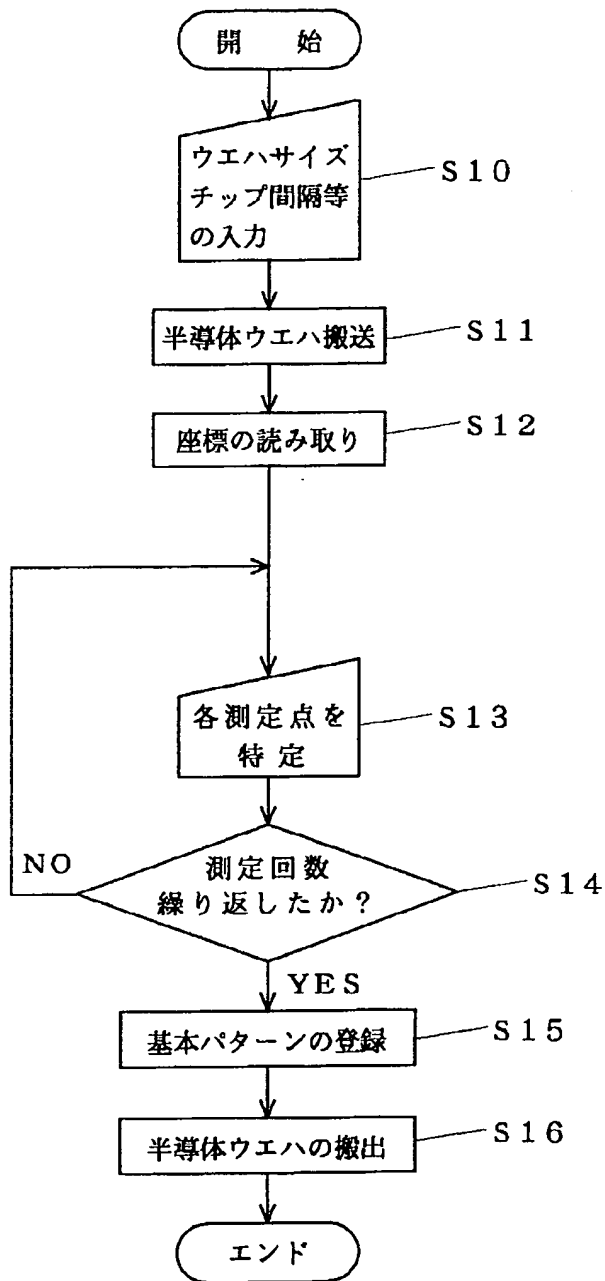 開 始
ウエハサイズ
チップ間隔等
の入力
S10
半導体ウエハ搬送
S11
座標の読み取り
S12
各測定点を
特定
S13
測定回数
繰り返したか？
S14
NO
YES
基本パターンの登録
S15
半導体ウエハの搬出
S16
エンド